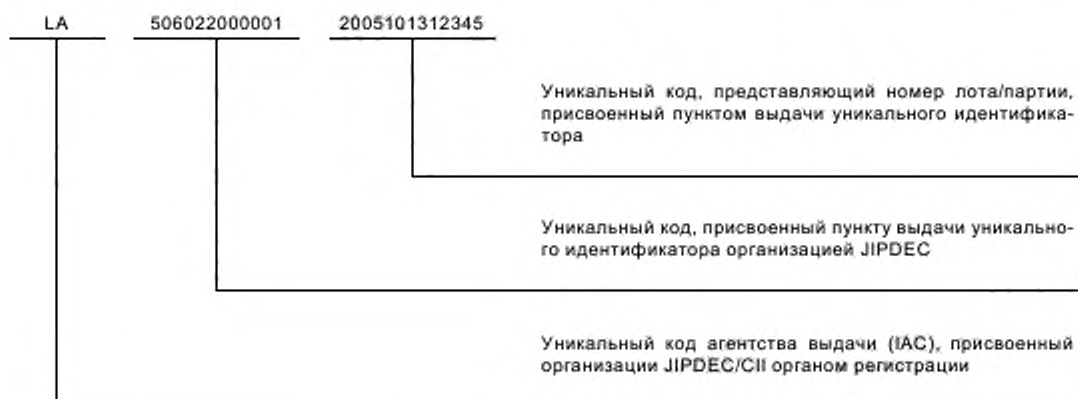 LA 506022000001 2005101312345
Уникальный код, представляющий номер лота/партии,
присвоенный пунктом выдачи уникального идентифика-
тора
Уникальный код, присвоенный пункту выдачи уникально-
го идентификатора организацией JIPDEC
Уникальный код агентства выдачи (IAC), присвоенный
организации JIPDEC/CII органом регистрации